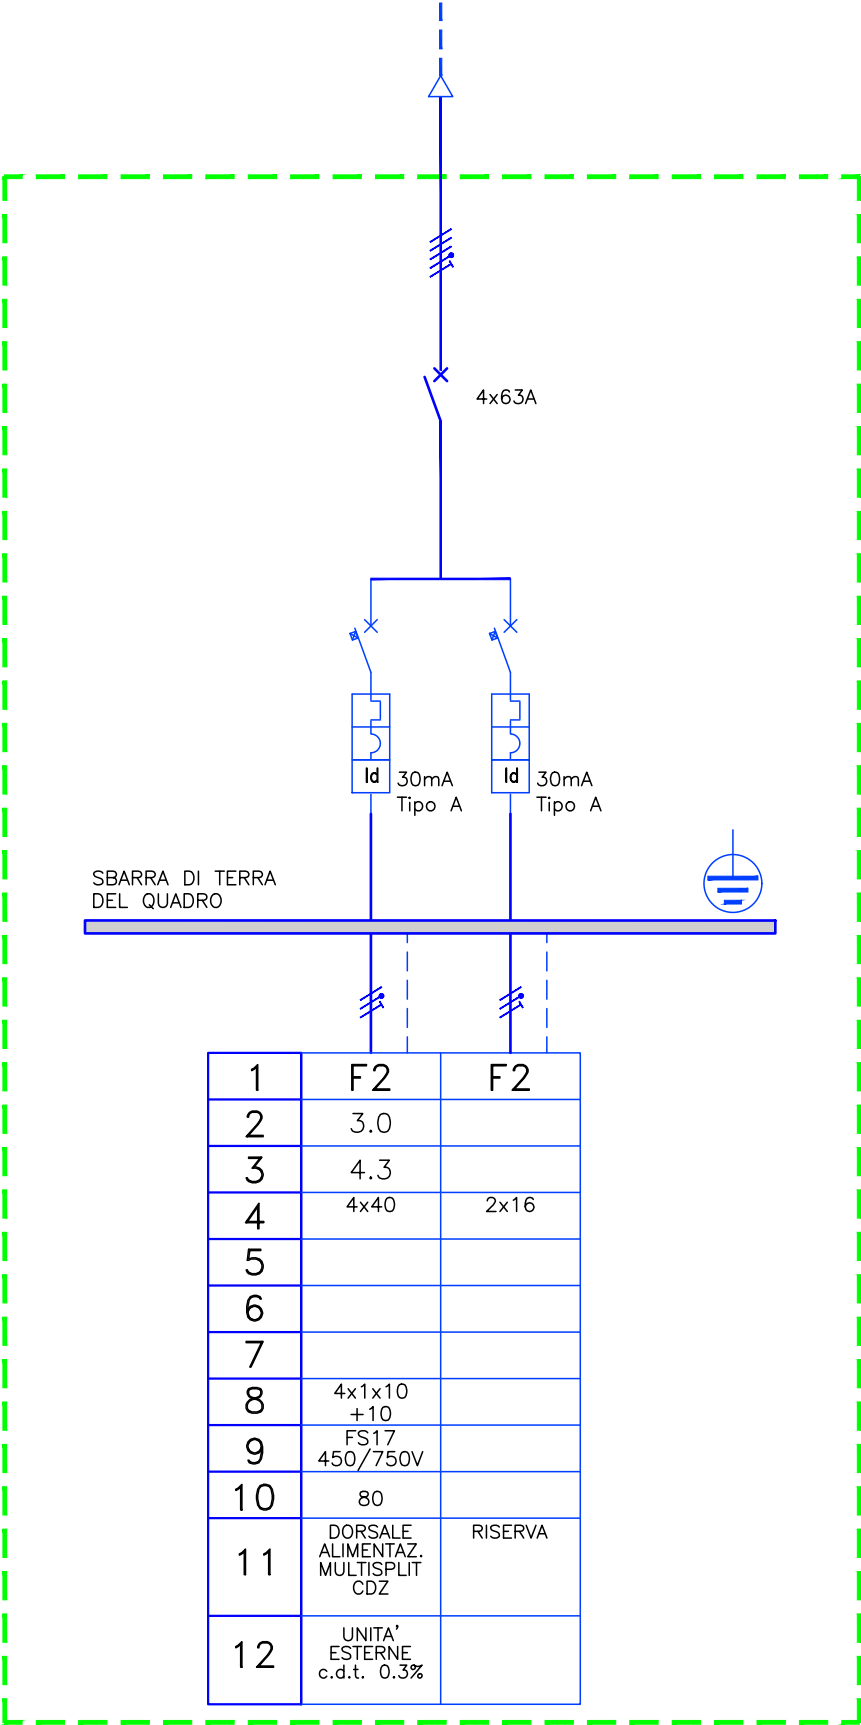 4x63A
Id
30mA
Tipo A
Id
30mA
Tipo A
SBARRA DI TERRA
DEL QUADRO
1 F2 F2
2 3.0
3 4.3
4 4x40 2x16
5
6
7
8 4x1x10
+10
9 FS17
450/750V
10 80
11 DORSALE
ALIMENTAZ.
MULTISPLIT
CDZ
RISERVA
12 UNITA'
ESTERNE
c.d.t. 0.3%